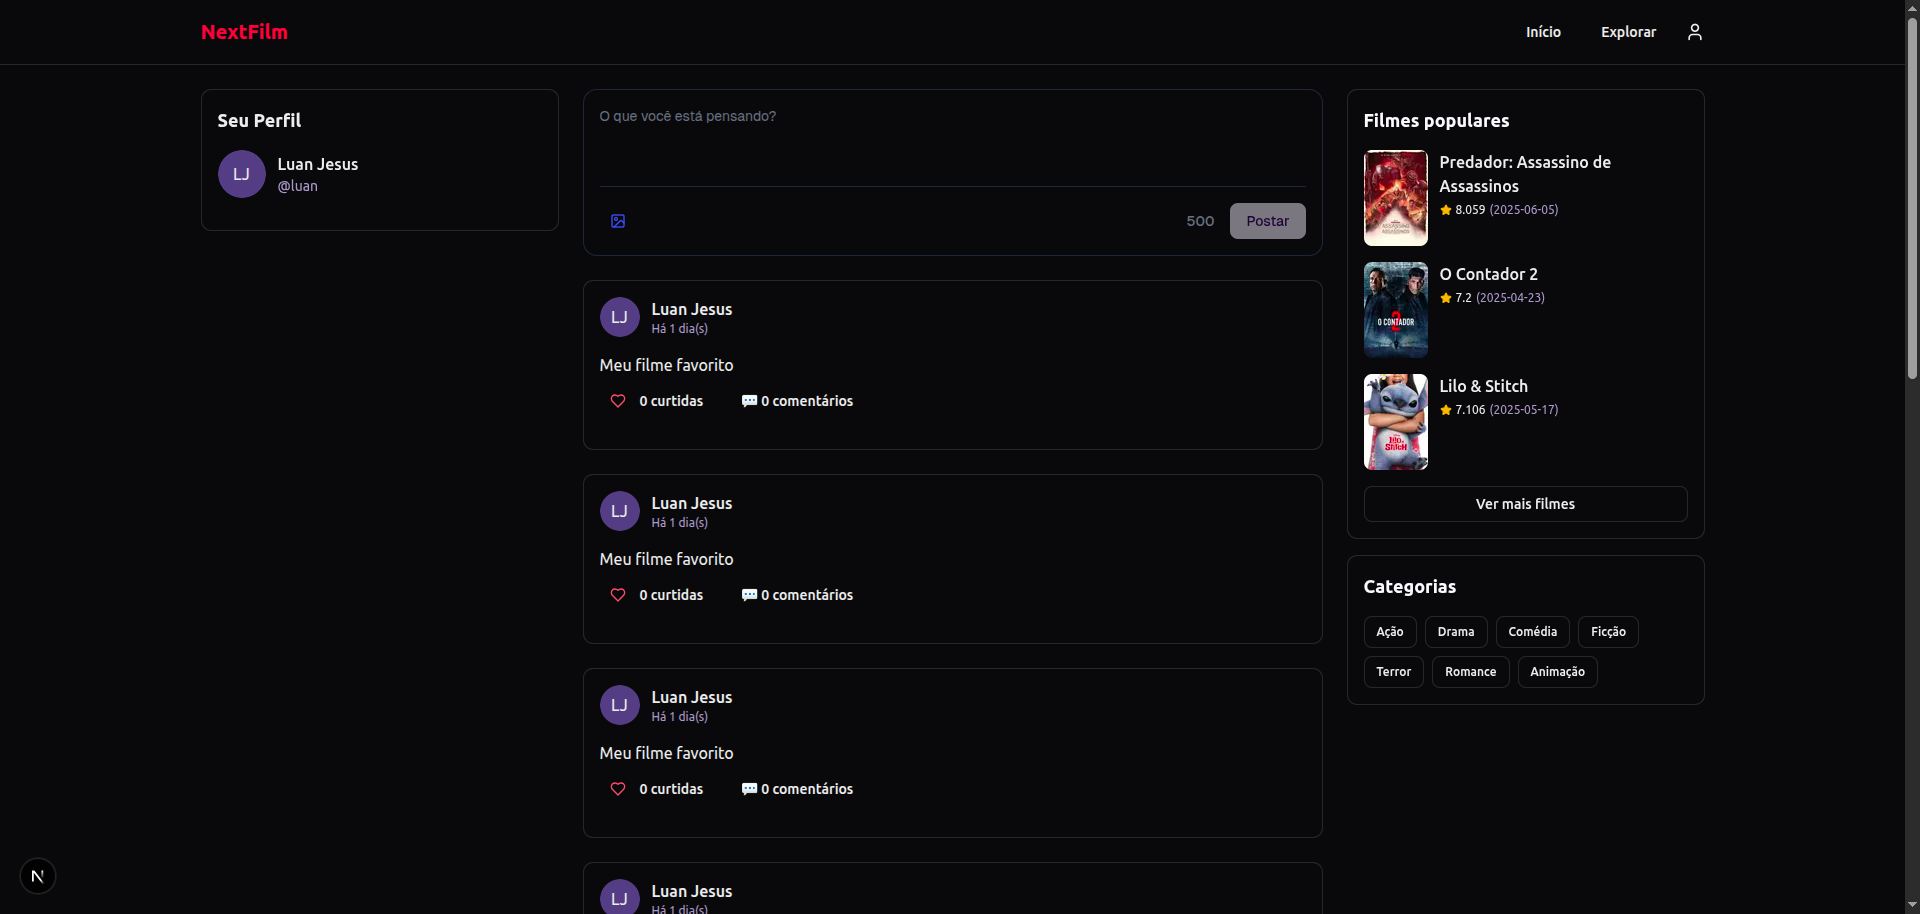 NextFilm
Início
Explorar
Seu Perfil
LJ
Luan Jesus
@luan
O que você está pensando?
500
Postar
LJ
Luan Jesus
Há 1 dia(s)
Meu filme favorito
0 curtidas
0 comentários
LJ
Luan Jesus
Há 1 dia(s)
Meu filme favorito
0 curtidas
0 comentários
LJ
Luan Jesus
Há 1 dia(s)
Meu filme favorito
0 curtidas
0 comentários
LJ
Luan Jesus
Há 1 dia(s)
Filmes populares
Predador: Assassino de
Assassinos
8.059 (2025-06-05)
O CONTADOR
2
O Contador 2
7.2 (2025-04-23)
Lilo &
Stitch
Lilo & Stitch
7.106 (2025-05-17)
Ver mais filmes
Categorias
Ação
Drama
Comédia
Ficção
Terror
Romance
Animação
N